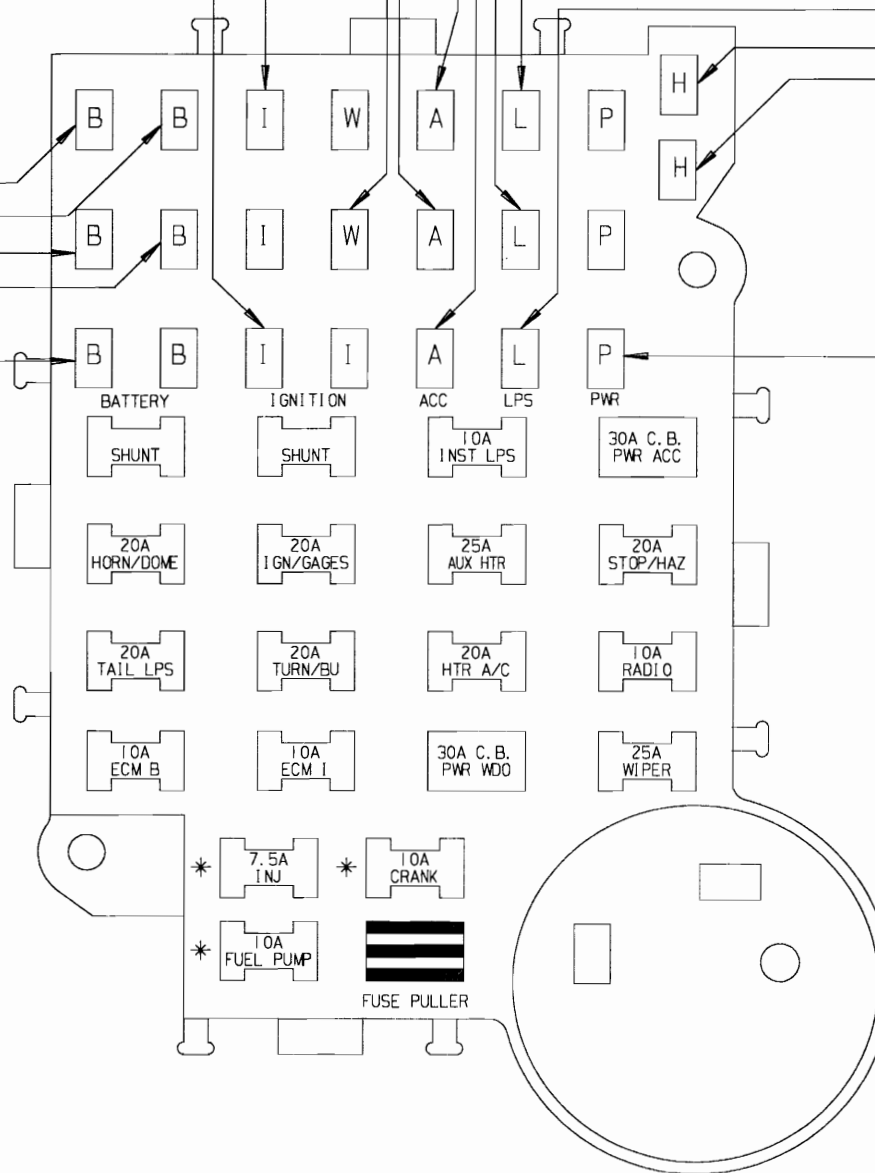 H
B B I W A L P
H
B B I W A L P
B B I I A L P
BATTERY IGNITION ACC LPS PWR
SHUNT
SHUNT
10A
INST LPS
30A C.B.
PWR ACC
20A
HORN/DOME
20A
IGN/GAGES
25A
AUX HTR
20A
STOP/HAZ
20A
TAIL LPS
20A
TURN/BU
20A
HTR A/C
10A
RADIO
10A
ECM B
10A
ECM I
30A C.B.
PWR WDO
25A
WIPER
* 7.5A
INJ
* 10A
CRANK
* 10A
FUEL PUMP
FUSE PULLER